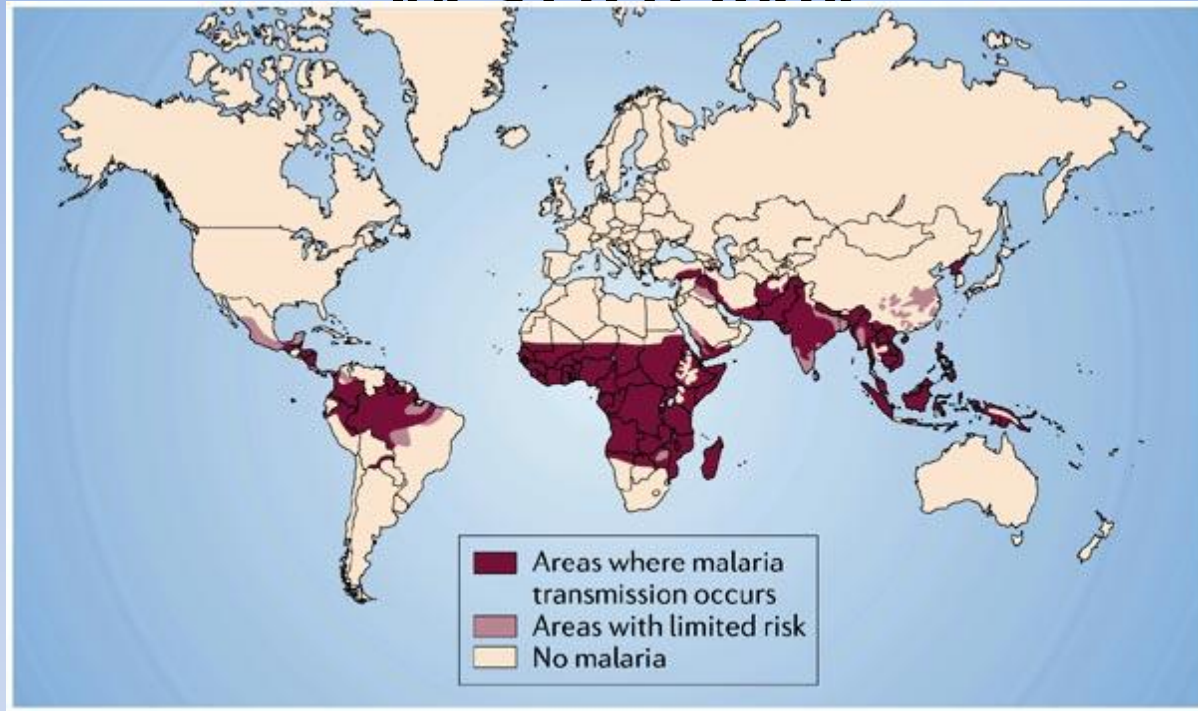 Areas where malaria
transmission occurs
Areas with limited risk
No malaria